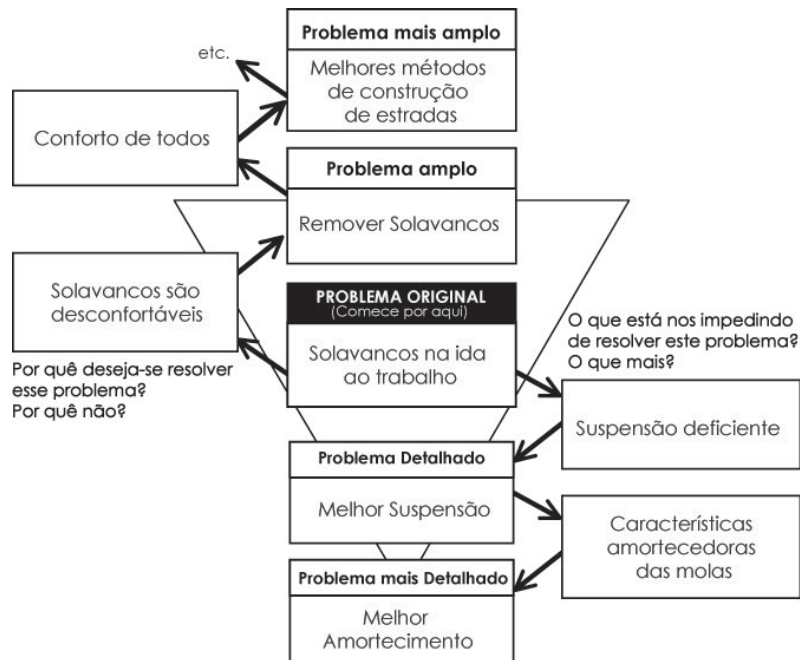 Problema mais amplo
etc.
Melhores métodos
de construção
de estradas
Conforto de todos
Problema amplo
Remover Solavancos
Solavancos são
desconfortáveis
PROBLEMA ORIGINAL
(Comece por aqui)
Solavancos na ida
ao trabalho
O que está nos impedindo
de resolver este problema?
O que mais?
Por quê deseja-se resolver
esse problema?
Por quê não?
Suspensão deficiente
Problema Detalhado
Melhor Suspensão
Características
amortecedoras
das molas
Problema mais Detalhado
Melhor
Amortecimento